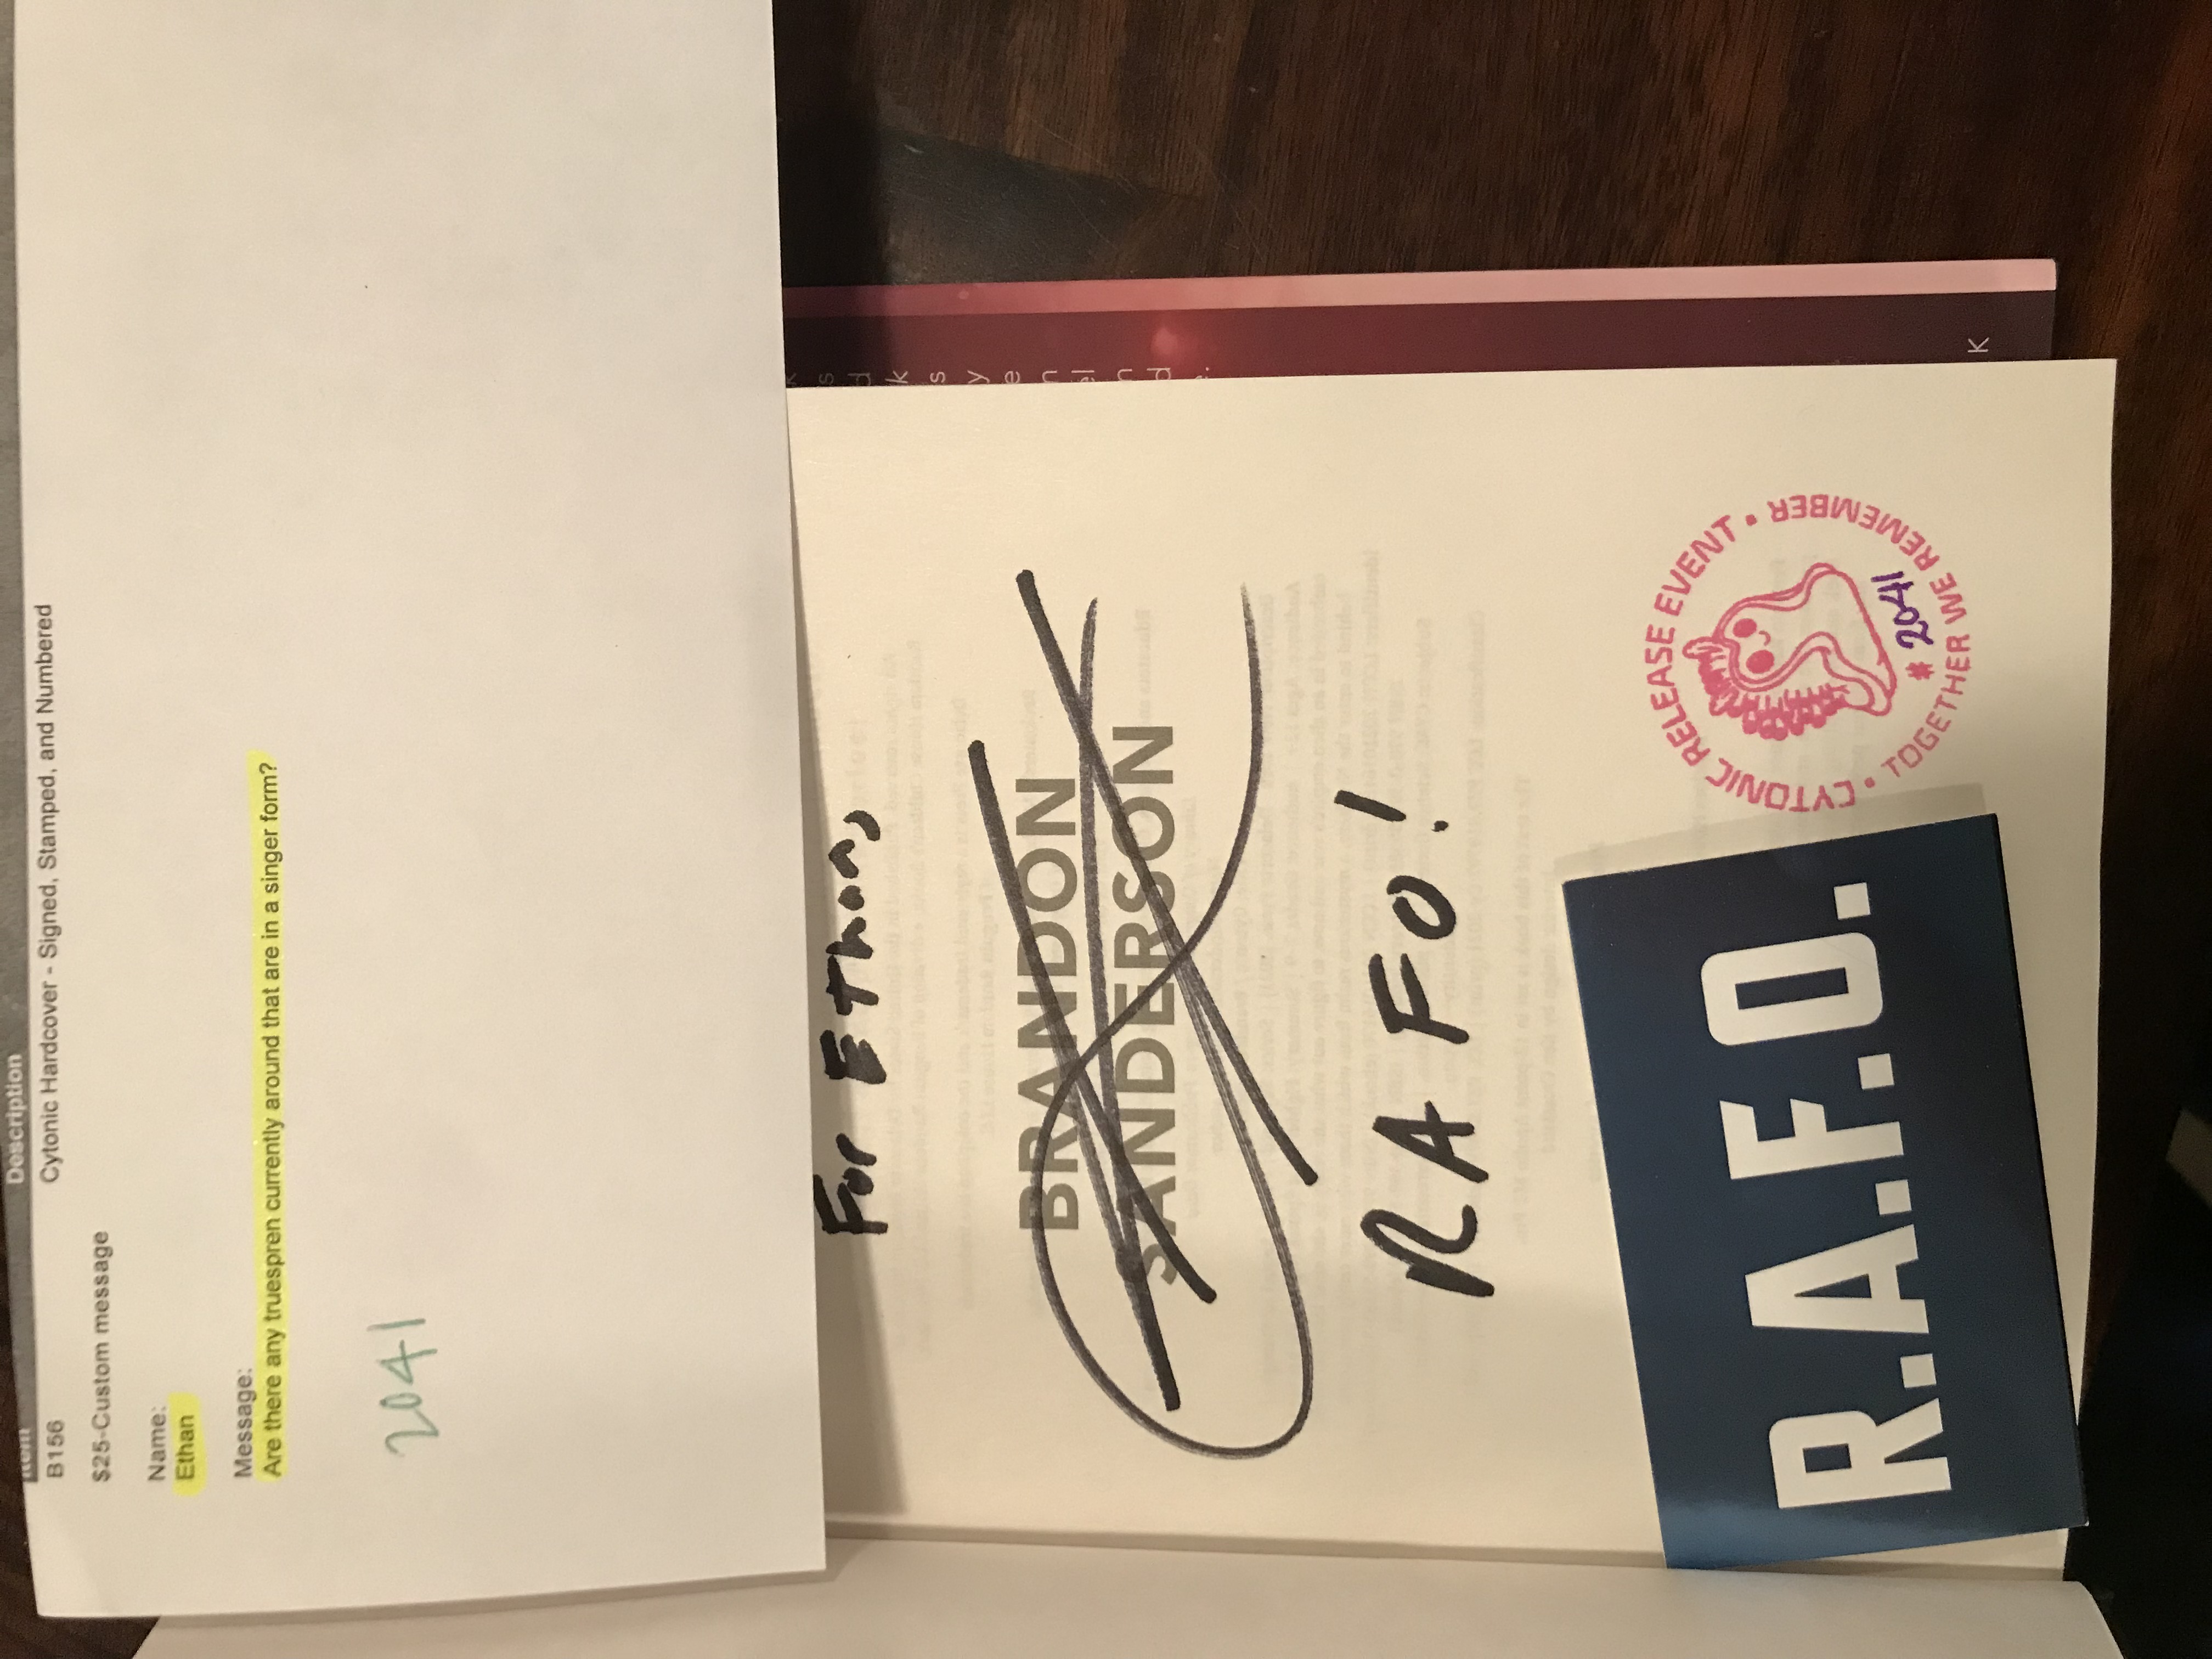 Item
Description
B156
Cytonic Hardcover - Signed, Stamped, and Numbered
$25-Custom message
Name:
Ethan
Message:
Are there any truespren currently around that are in a singer form?
2041
For Ethan,
BRANDON
SANDERSON
RAFO!
CYTONIC RELEASE EVENT • REMEMBER
TOGETHER WE •
# 2041
R.A.F.O.
k
s
d
k
s
y
e
n
el
n
d
e.
K